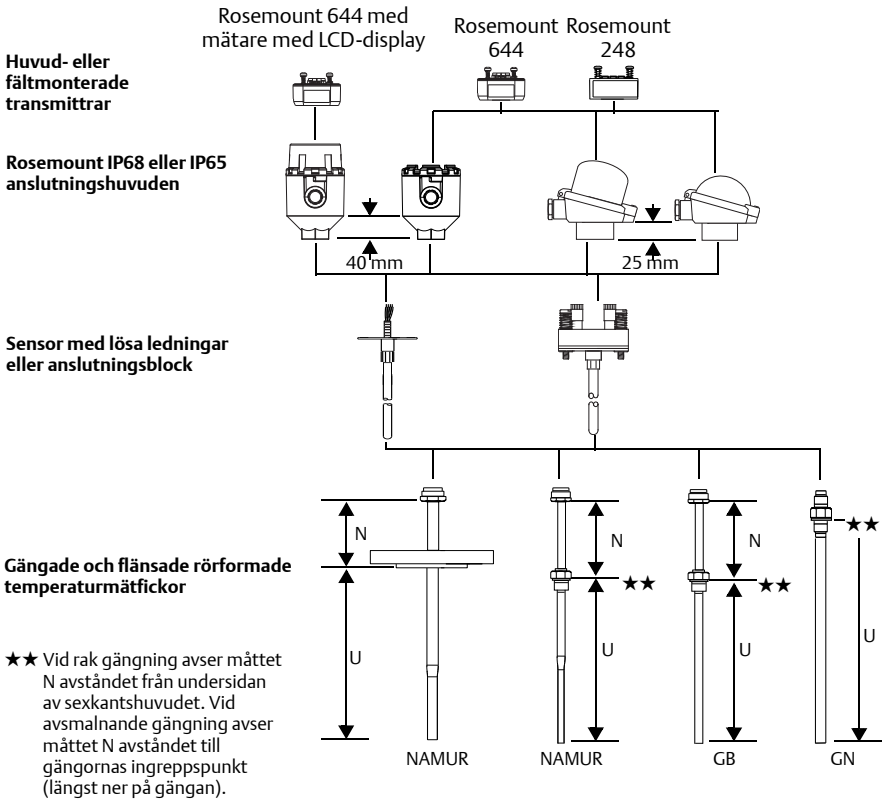 Rosemount 644 med
mätare med LCD-display
Rosemount
644
Rosemount
248
Huvud- eller
fältmonterade
transmittrar
Rosemount IP68 eller IP65
anslutningshuvuden
40 mm
25 mm
Sensor med lösa ledningar
eller anslutningsblock
N
N
N
★★
★★
★★
Gängade och flänsade rörformade
temperaturmätfickor
U
U
U
U
★★ Vid rak gängning avser måttet
N avståndet från undersidan
av sexkantshuvudet. Vid
avsmalnande gängning avser
måttet N avståndet till
gängornas ingreppspunkt
(längst ner på gängan).
NAMUR
NAMUR
GB
GN